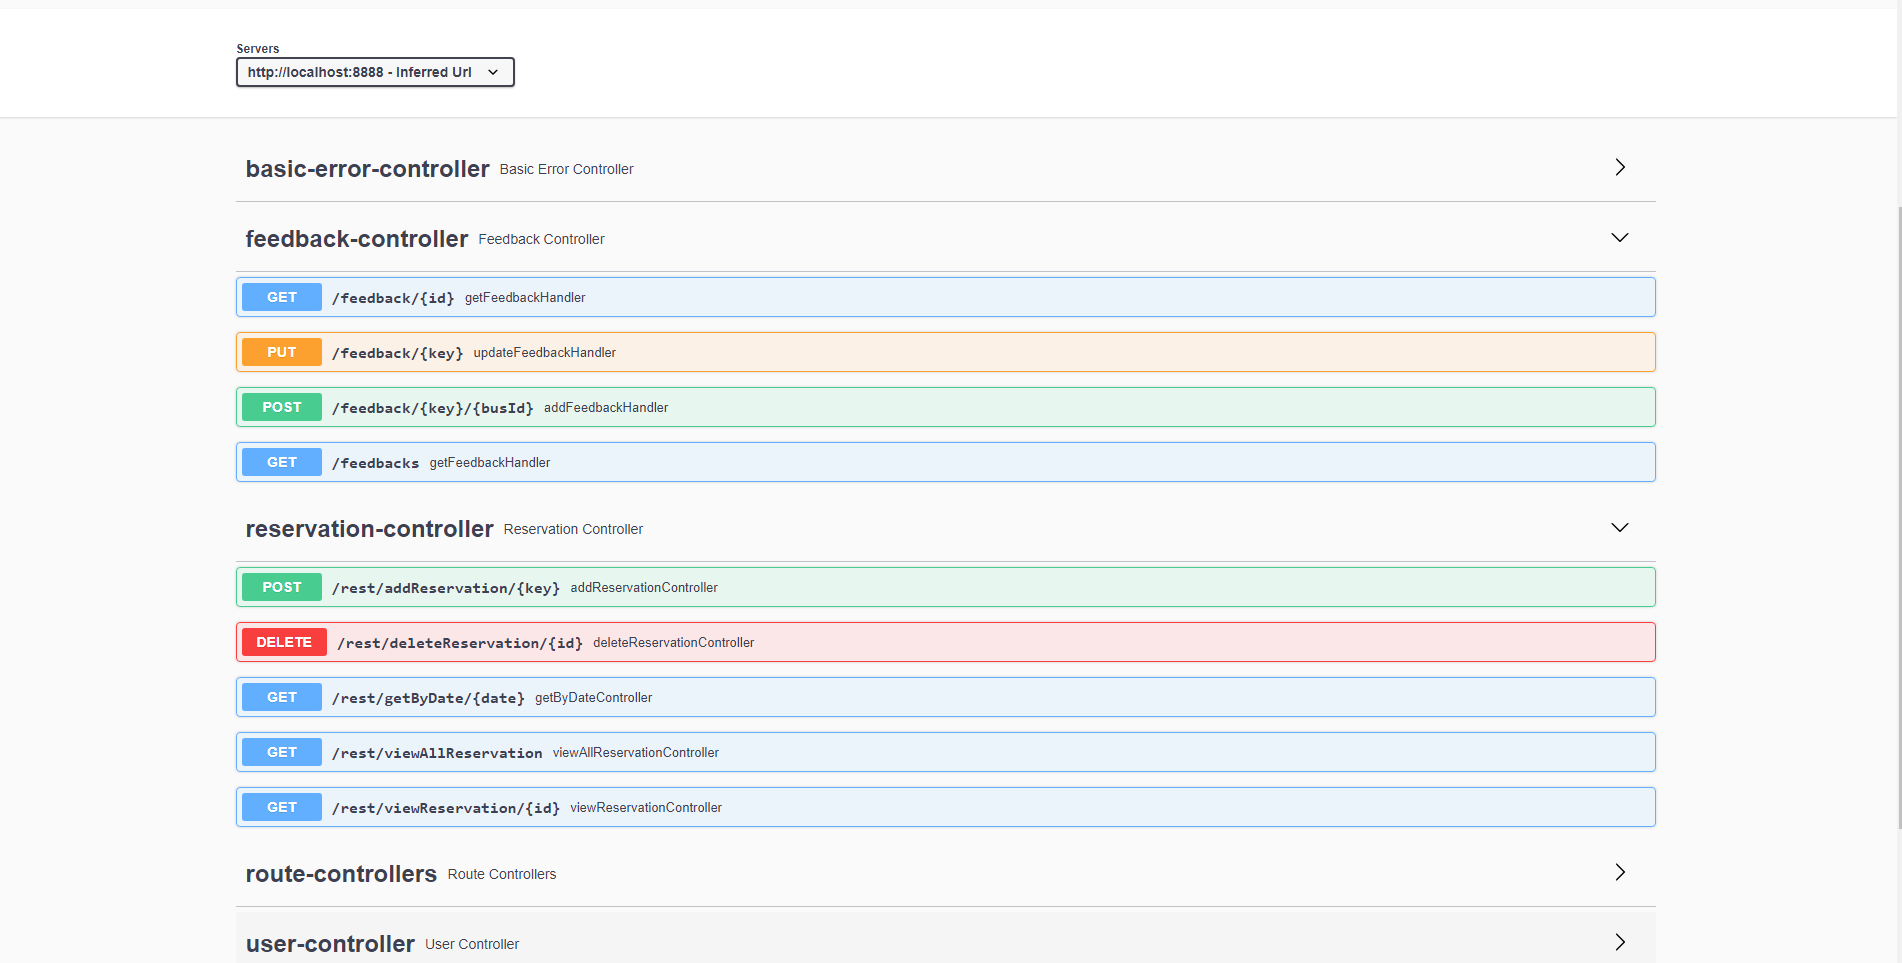 Servers
http://localhost:8888 - Inferred Url
basic-error-controller Basic Error Controller
feedback-controller Feedback Controller
GET /feedback/{id} getFeedbackHandler
PUT /feedback/{key} updateFeedbackHandler
POST /feedback/{key}/{busId} addFeedbackHandler
GET /feedbacks getFeedbackHandler
reservation-controller Reservation Controller
POST /rest/addReservation/{key} addReservationController
DELETE /rest/deleteReservation/{id} deleteReservationController
GET /rest/getByDate/{date} getByDateController
GET /rest/viewAllReservation viewAllReservationController
GET /rest/viewReservation/{id} viewReservationController
route-controllers Route Controllers
user-controller User Controller